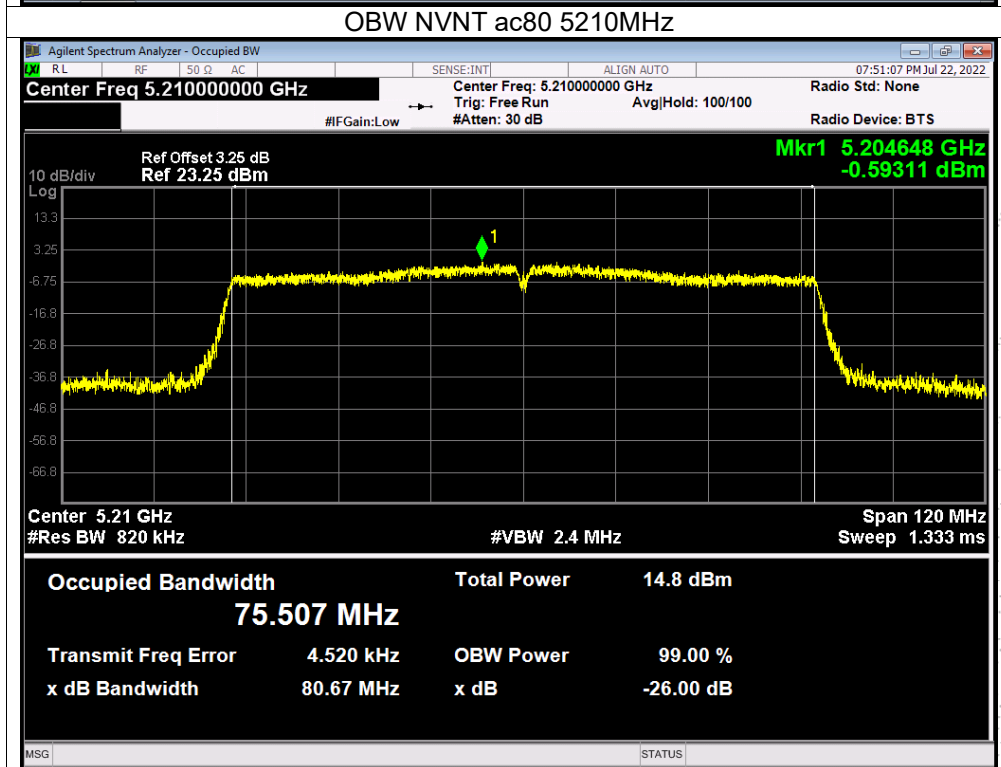 OBW NVNT ac80 5210MHz
Agilent Spectrum Analyzer - Occupied BW
LXI RL RF 50 Ω AC SENSE:INT ALIGN AUTO 07:51:07 PM Jul 22, 2022
Center Freq 5.210000000 GHz Center Freq: 5.210000000 GHz Radio Std: None
Trig: Free Run Avg|Hold: 100/100
#IFGain:Low #Atten: 30 dB Radio Device: BTS
Mkr1 5.204648 GHz
-0.59311 dBm
Ref Offset 3.25 dB
10 dB/div Ref 23.25 dBm
Log
13.3
1
3.25
-6.75
-16.8
-26.8
-36.8
-46.8
-56.8
-66.8
Center 5.21 GHz Span 120 MHz
#Res BW 820 kHz #VBW 2.4 MHz Sweep 1.333 ms
Occupied Bandwidth Total Power 14.8 dBm
75.507 MHz
Transmit Freq Error 4.520 kHz OBW Power 99.00 %
x dB Bandwidth 80.67 MHz x dB -26.00 dB
MSG STATUS